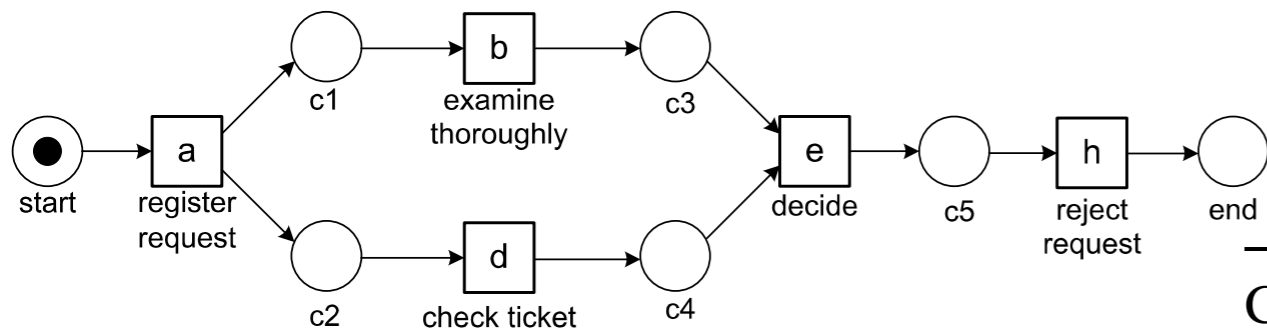 c1
b
examine
thoroughly
c3
start
a
register
request
e
decide
c5
h
reject
request
end
c2
d
check ticket
c4